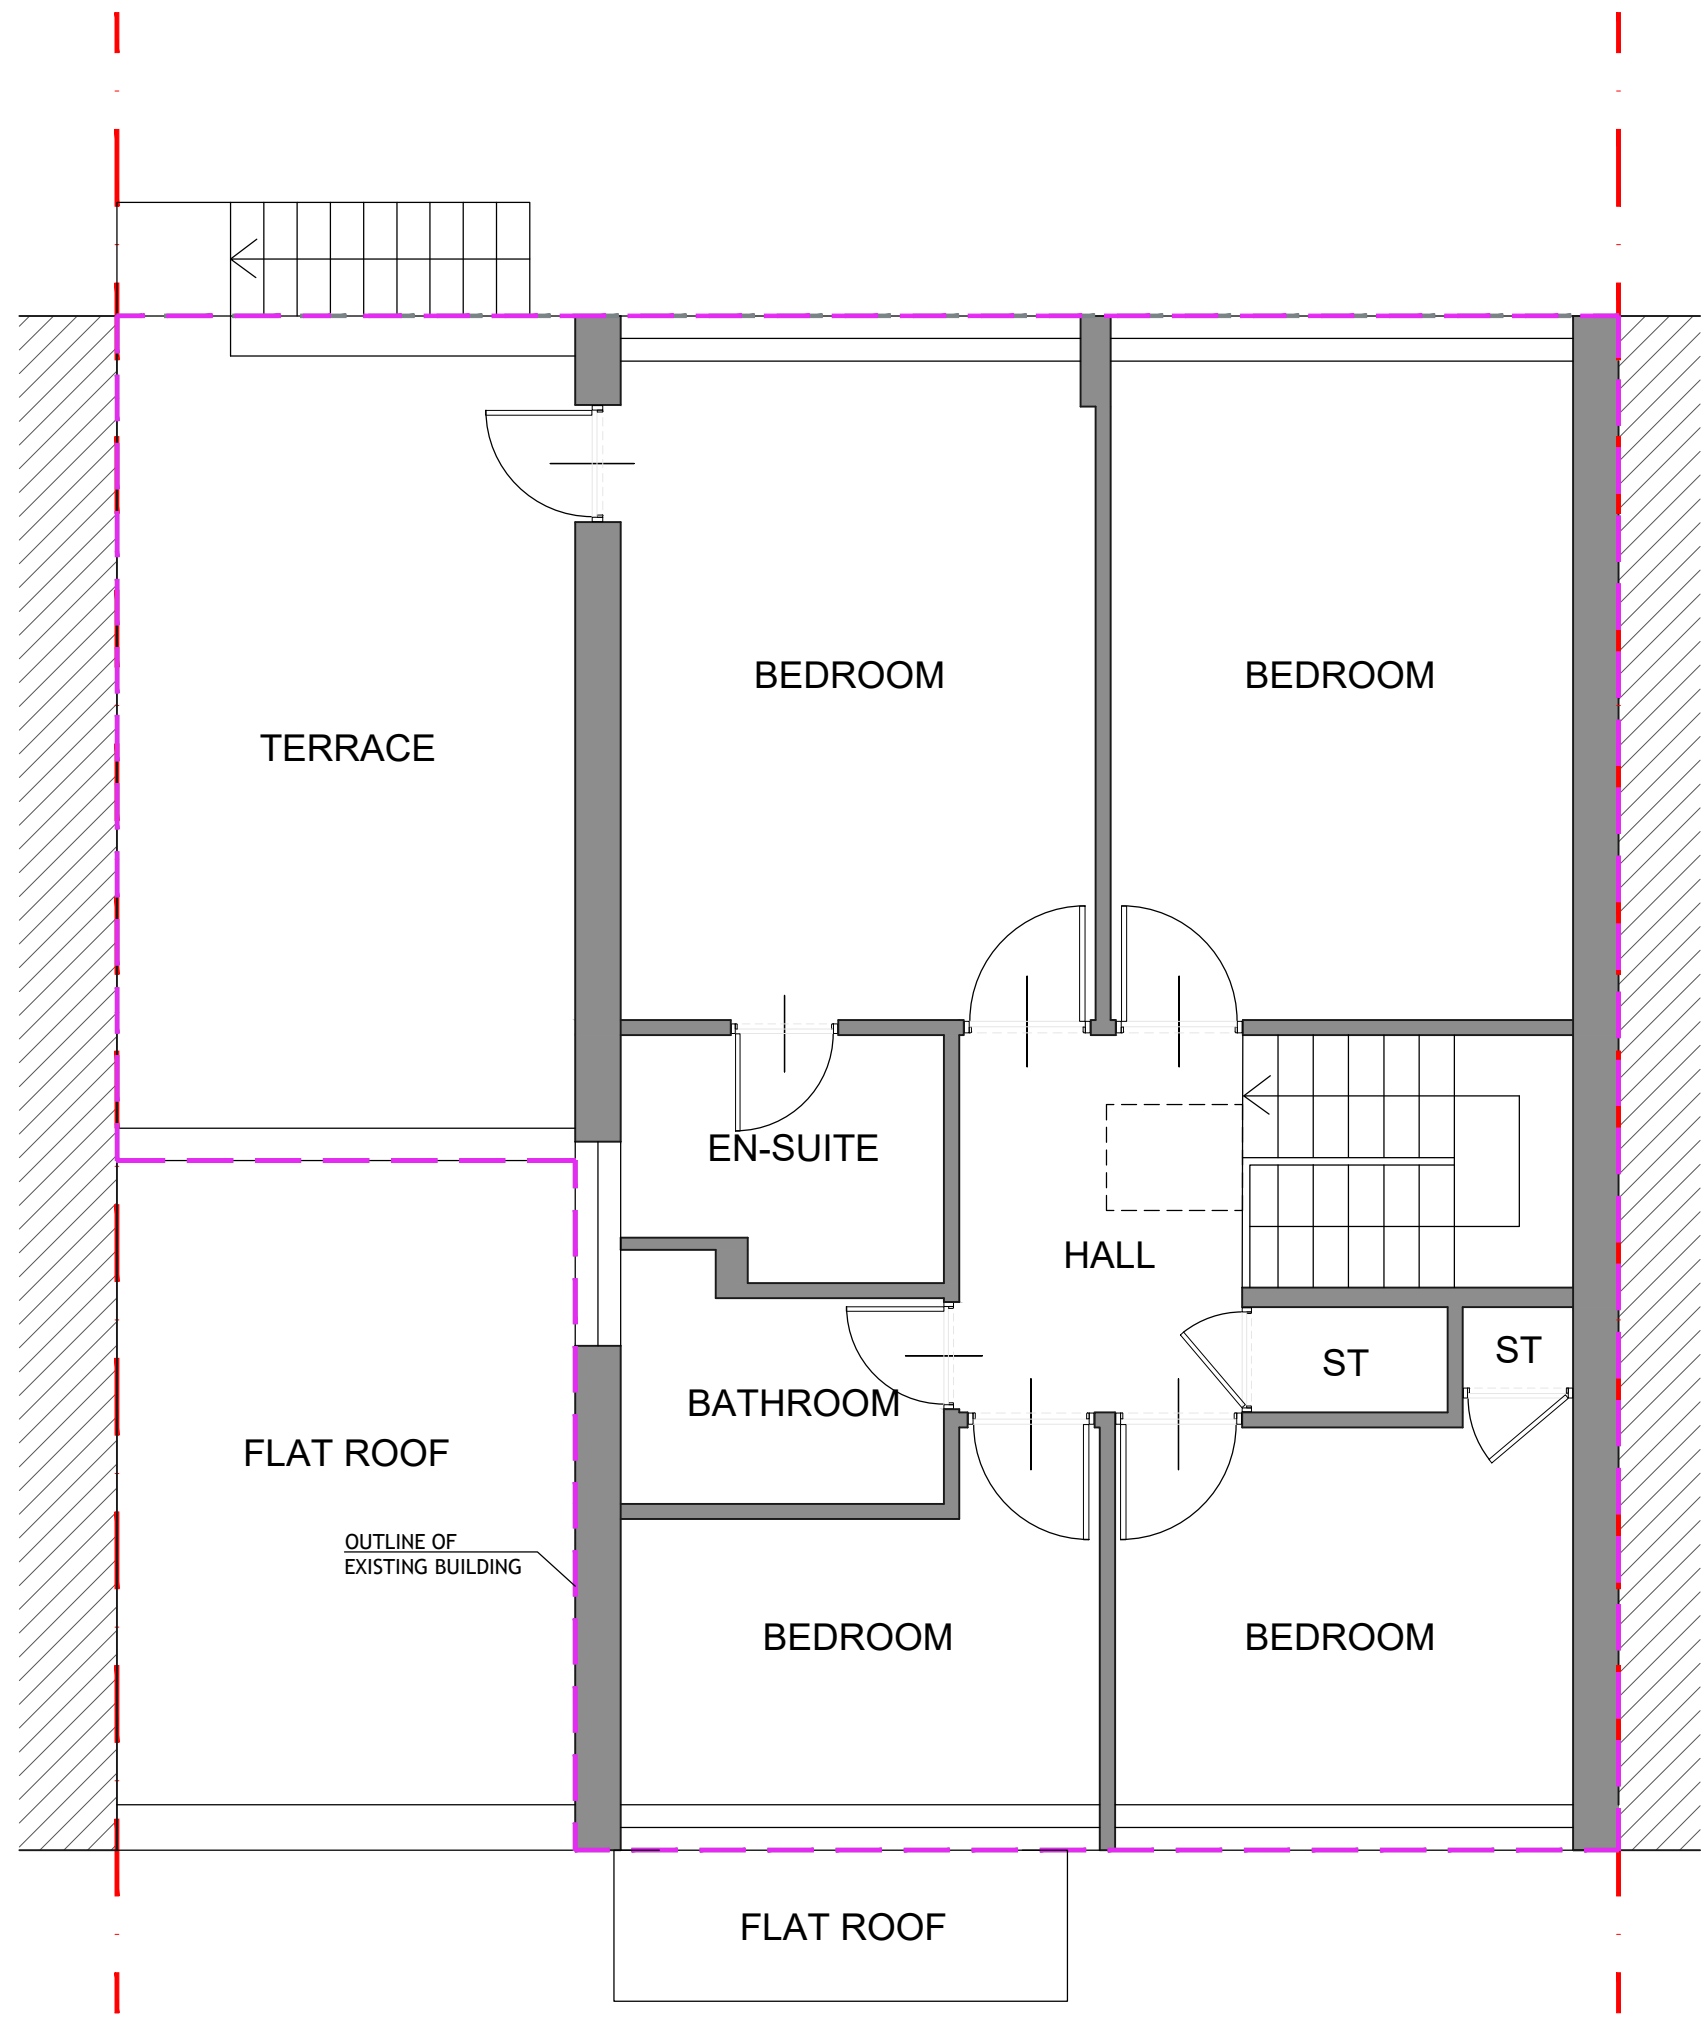 BEDROOM
BEDROOM
TERRACE
EN-SUITE
HALL
ST
ST
BATHROOM
FLAT ROOF
OUTLINE OF
EXISTING BUILDING
BEDROOM
BEDROOM
FLAT ROOF